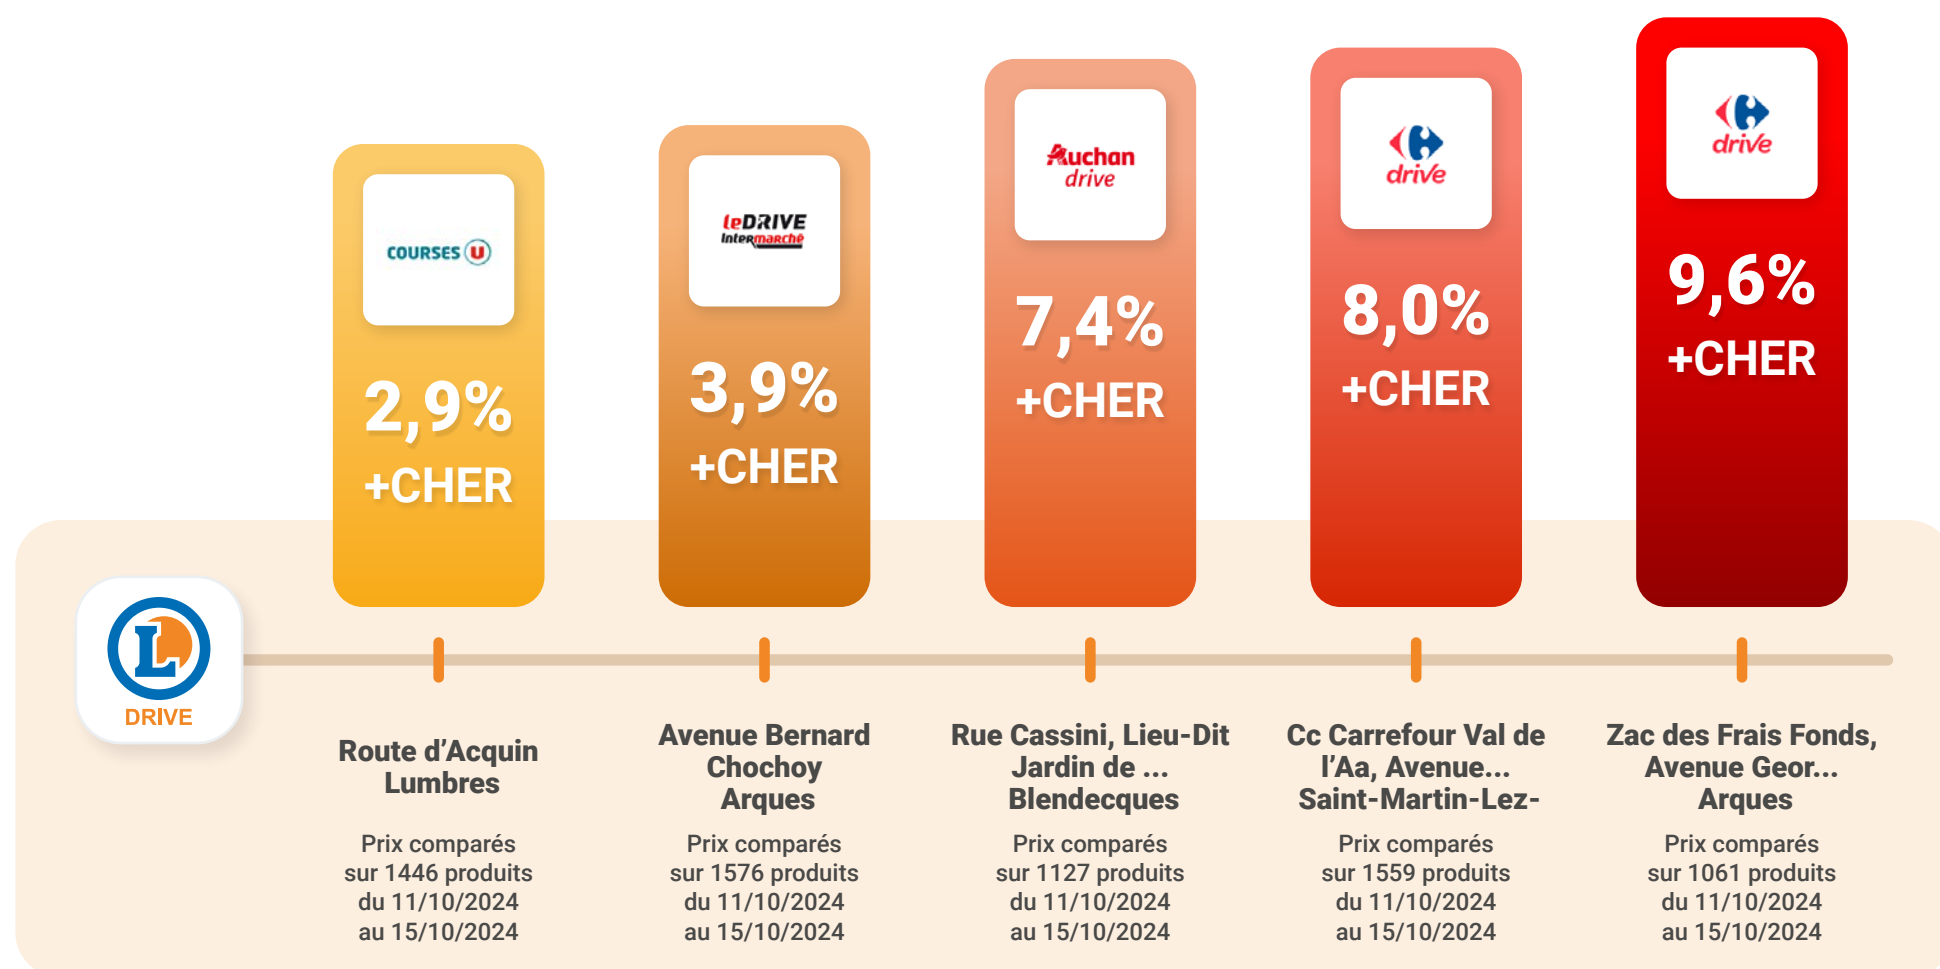 COURSES U
2,9%
+CHER
leDRIVE
Intermarché
3,9%
+CHER
Auchan
drive
7,4%
+CHER
drive
8,0%
+CHER
drive
9,6%
+CHER
L
DRIVE
Route d’Acquin
Lumbres
Prix comparés
sur 1446 produits
du 11/10/2024
au 15/10/2024
Avenue Bernard
Chochoy
Arques
Prix comparés
sur 1576 produits
du 11/10/2024
au 15/10/2024
Rue Cassini, Lieu-Dit
Jardin de ...
Blendecques
Prix comparés
sur 1127 produits
du 11/10/2024
au 15/10/2024
Cc Carrefour Val de
l’Aa, Avenue...
Saint-Martin-Lez-
Prix comparés
sur 1559 produits
du 11/10/2024
au 15/10/2024
Zac des Frais Fonds,
Avenue Geor...
Arques
Prix comparés
sur 1061 produits
du 11/10/2024
au 15/10/2024